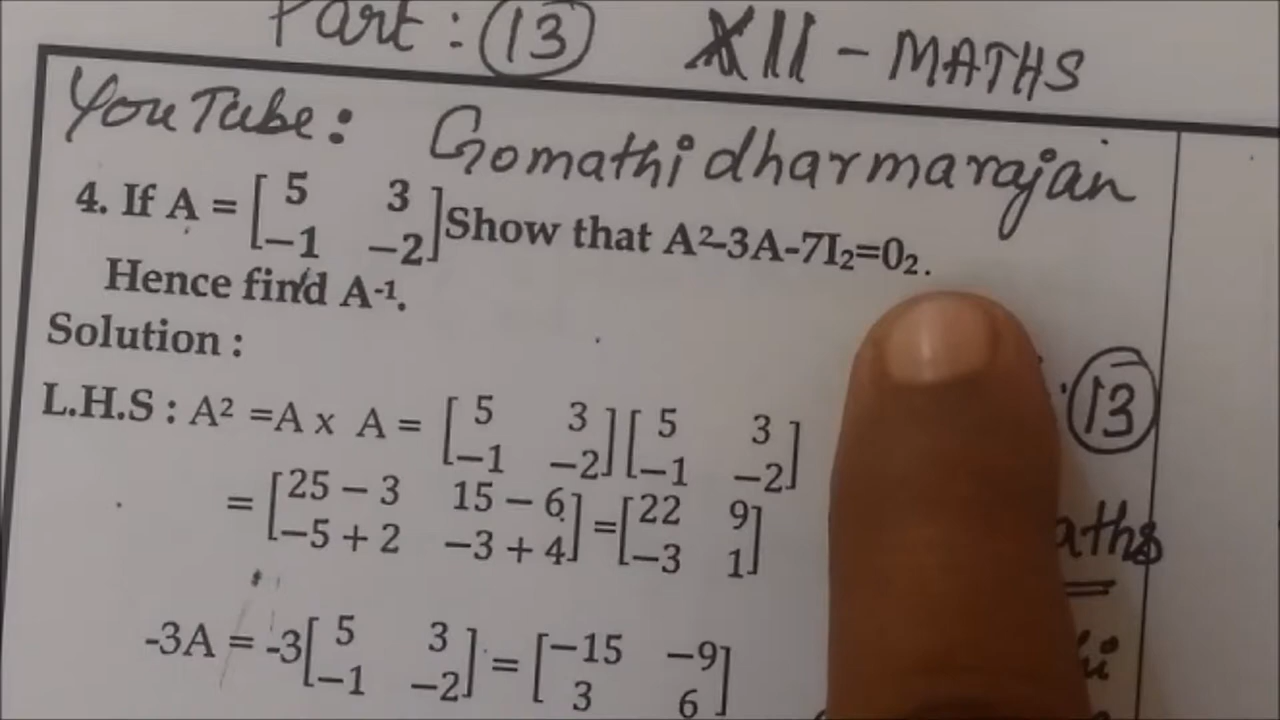 Part : 13 XII - MATHS
YouTube: Gomathi dharmarajan
4. If A = [5 3 -1 -2] Show that A²-3A-7I₂=0₂.
Hence find A⁻¹.
Solution :
L.H.S : A² =A x A = [5 3 -1 -2] [5 3 -1 -2]
= [25 − 3 15 − 6 −5 + 2 −3 + 4] = [22 9 −3 1]
13
-3A = -3[5 3 −1 −2] = [−15 −9 3 6]